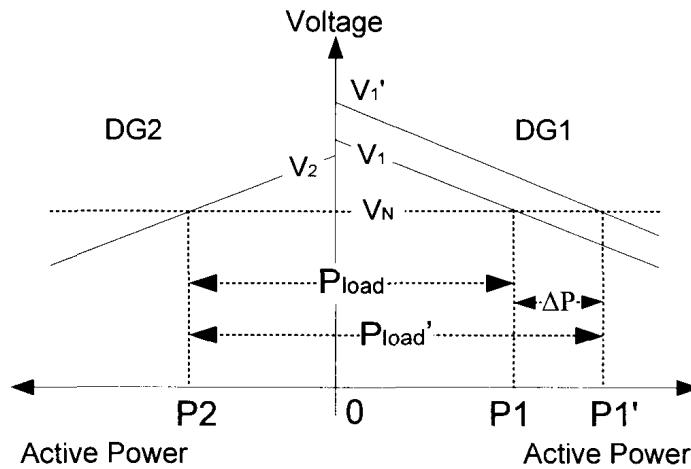 Voltage
V1'
DG2
DG1
V2
V1
VN
Pload
ΔP
Pload'
P2
0
P1
P1'
Active Power
Active Power